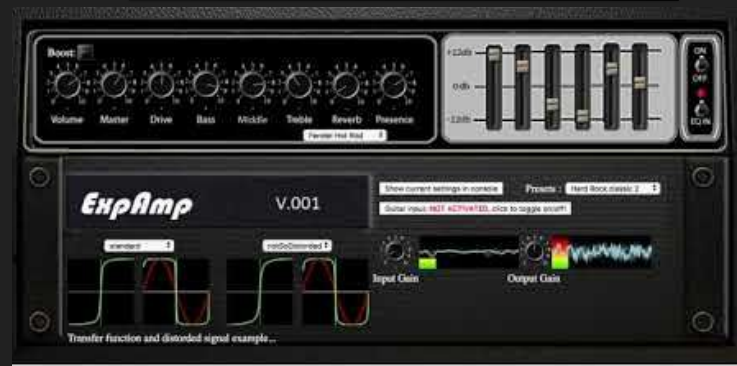 Boost:
Volume Master Drive Bass Middle Treble Reverb Presence
Fender Hot Rod
+12db
0db
-12db
ON
OFF
EQ IN
ExpAmp
V.001
Show current settings in console
Presets : Hard Rock classic 2
Guitar input: NOT ACTIVATED, click to toggle on/off!
standard
notSoDistorded
Input Gain
Output Gain
Transfer function and distorted signal example...